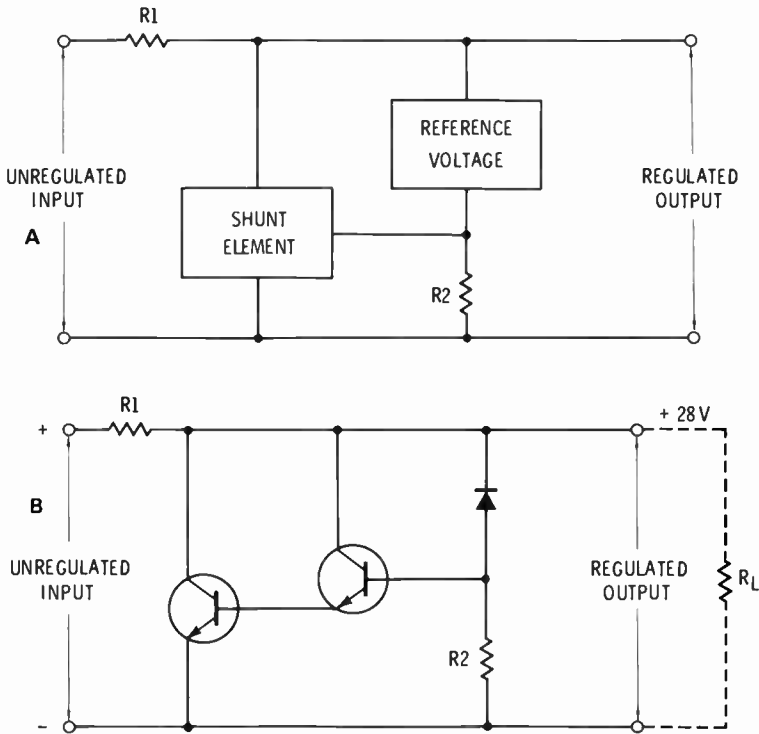 R1
REFERENCE
VOLTAGE
UNREGULATED
INPUT
REGULATED
OUTPUT
A
SHUNT
ELEMENT
R2
R1
+ 28 V
+
B
UNREGULATED
INPUT
REGULATED
OUTPUT
RL
R2
-